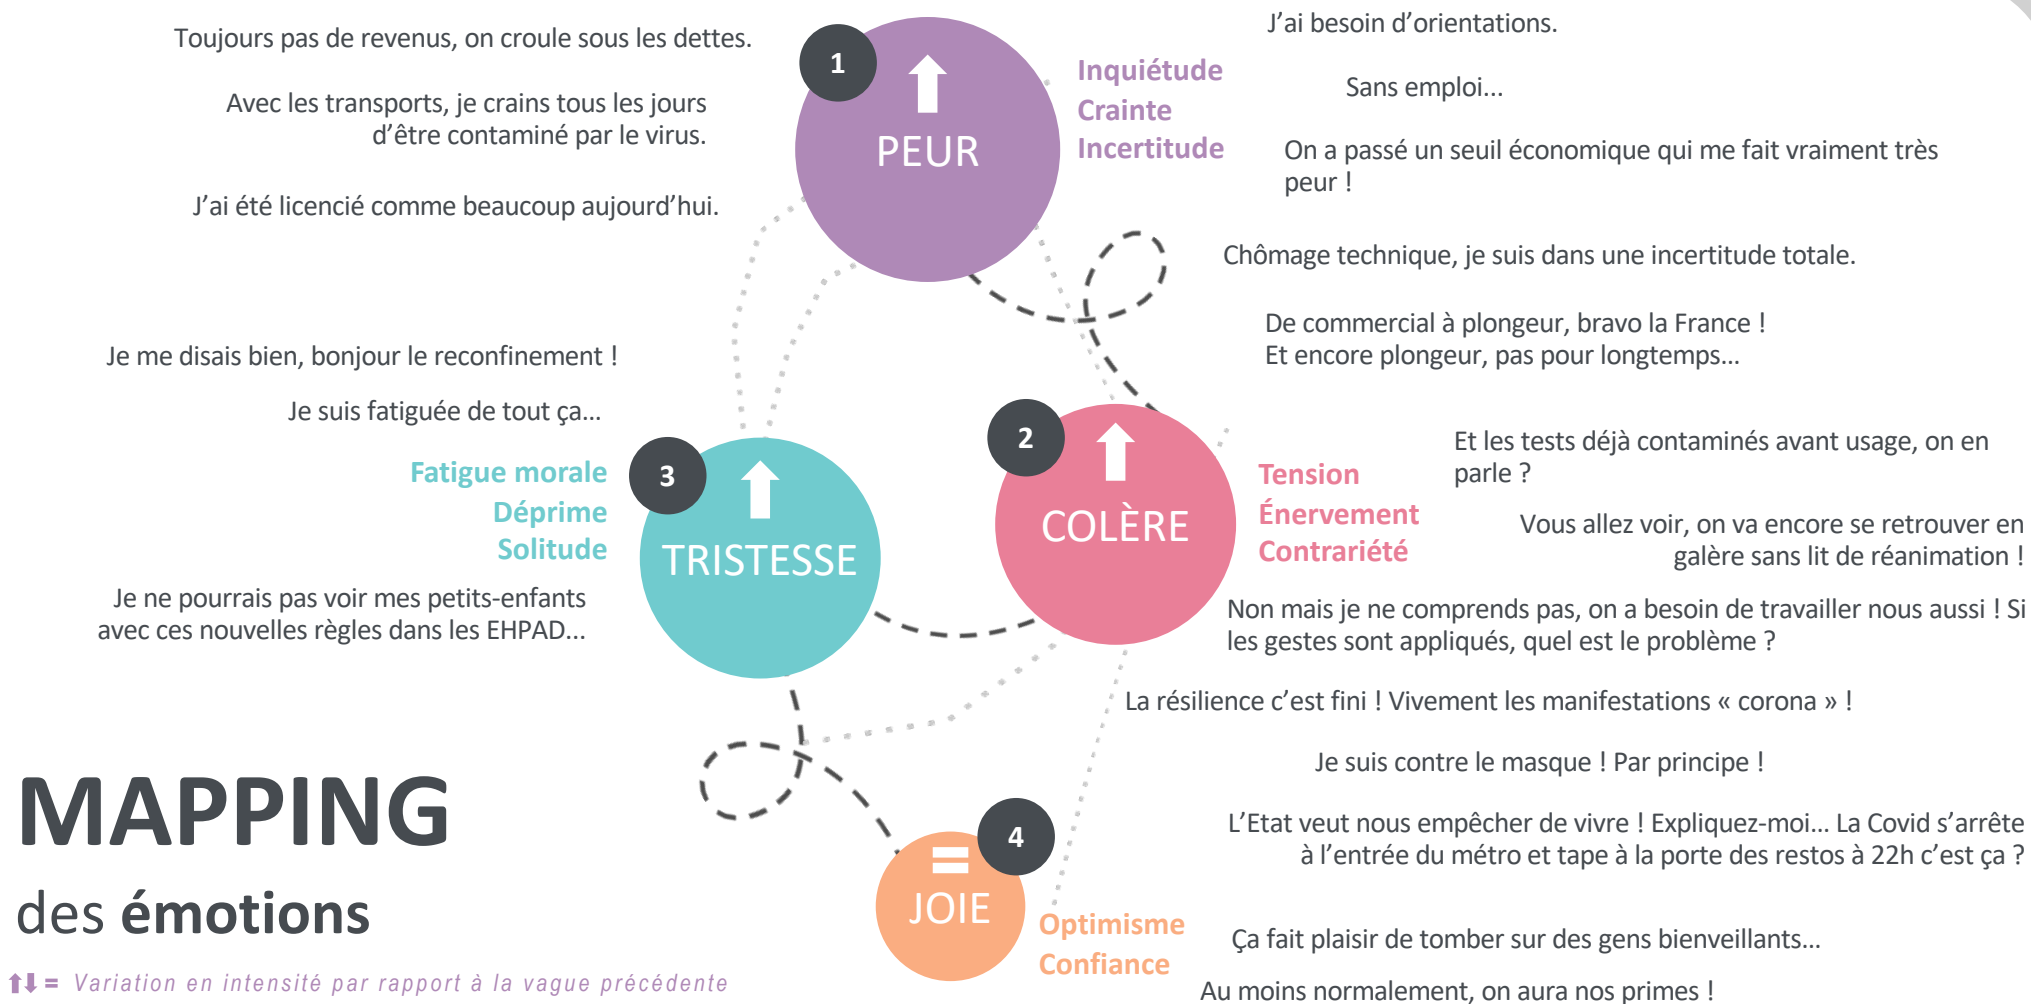 Toujours pas de revenus, on croule sous les dettes.
Avec les transports, je crains tous les jours
d’être contaminé par le virus.
J’ai été licencié comme beaucoup aujourd’hui.
1
PEUR
Inquiétude
Crainte
Incertitude
J’ai besoin d’orientations.
Sans emploi...
On a passé un seuil économique qui me fait vraiment très
peur !
Chômage technique, je suis dans une incertitude totale.
De commercial à plongeur, bravo la France !
Et encore plongeur, pas pour longtemps...
Je me disais bien, bonjour le reconfinement !
Je suis fatiguée de tout ça...
Fatigue morale
Déprime
Solitude
3
TRISTESSE
Je ne pourrais pas voir mes petits-enfants
avec ces nouvelles règles dans les EHPAD...
2
COLÈRE
Tension
Énervement
Contrariété
Et les tests déjà contaminés avant usage, on en
parle ?
Vous allez voir, on va encore se retrouver en
galère sans lit de réanimation !
Non mais je ne comprends pas, on a besoin de travailler nous aussi ! Si
les gestes sont appliqués, quel est le problème ?
La résilience c’est fini ! Vivement les manifestations « corona » !
Je suis contre le masque ! Par principe !
L’Etat veut nous empêcher de vivre ! Expliquez-moi... La Covid s’arrête
à l’entrée du métro et tape à la porte des restos à 22h c’est ça ?
4
=
JOIE
Optimisme
Confiance
Ça fait plaisir de tomber sur des gens bienveillants...
Au moins normalement, on aura nos primes !
MAPPING
des émotions
⬆⬇ = Variation en intensité par rapport à la vague précédente